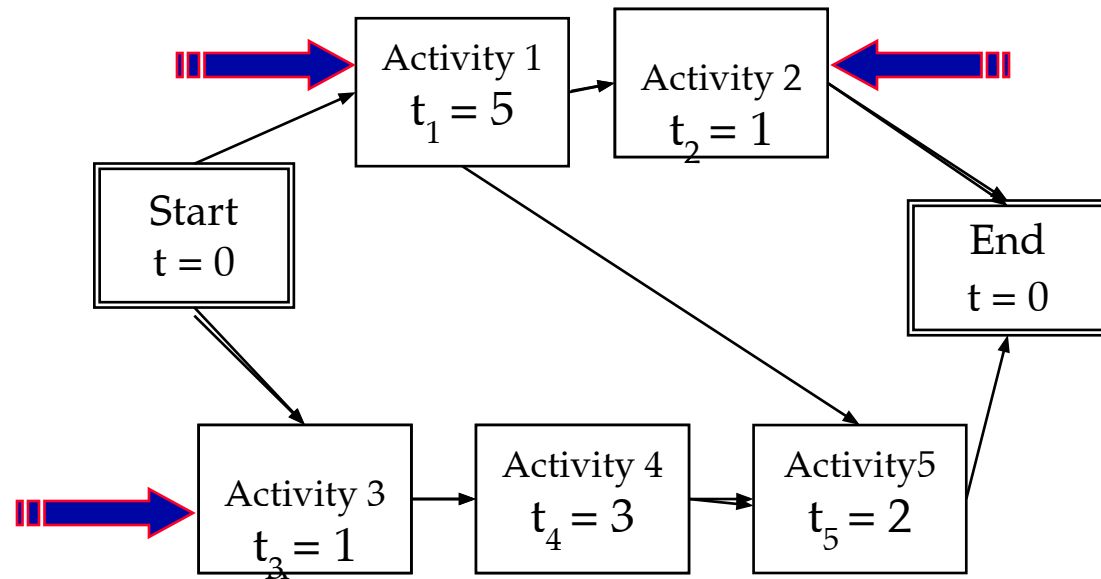 Activity 1
t₁ = 5
Activity 2
t₂ = 1
Start
t = 0
End
t = 0
Activity 3
t₃ = 1
Activity 4
t₄ = 3
Activity5
t₅ = 2